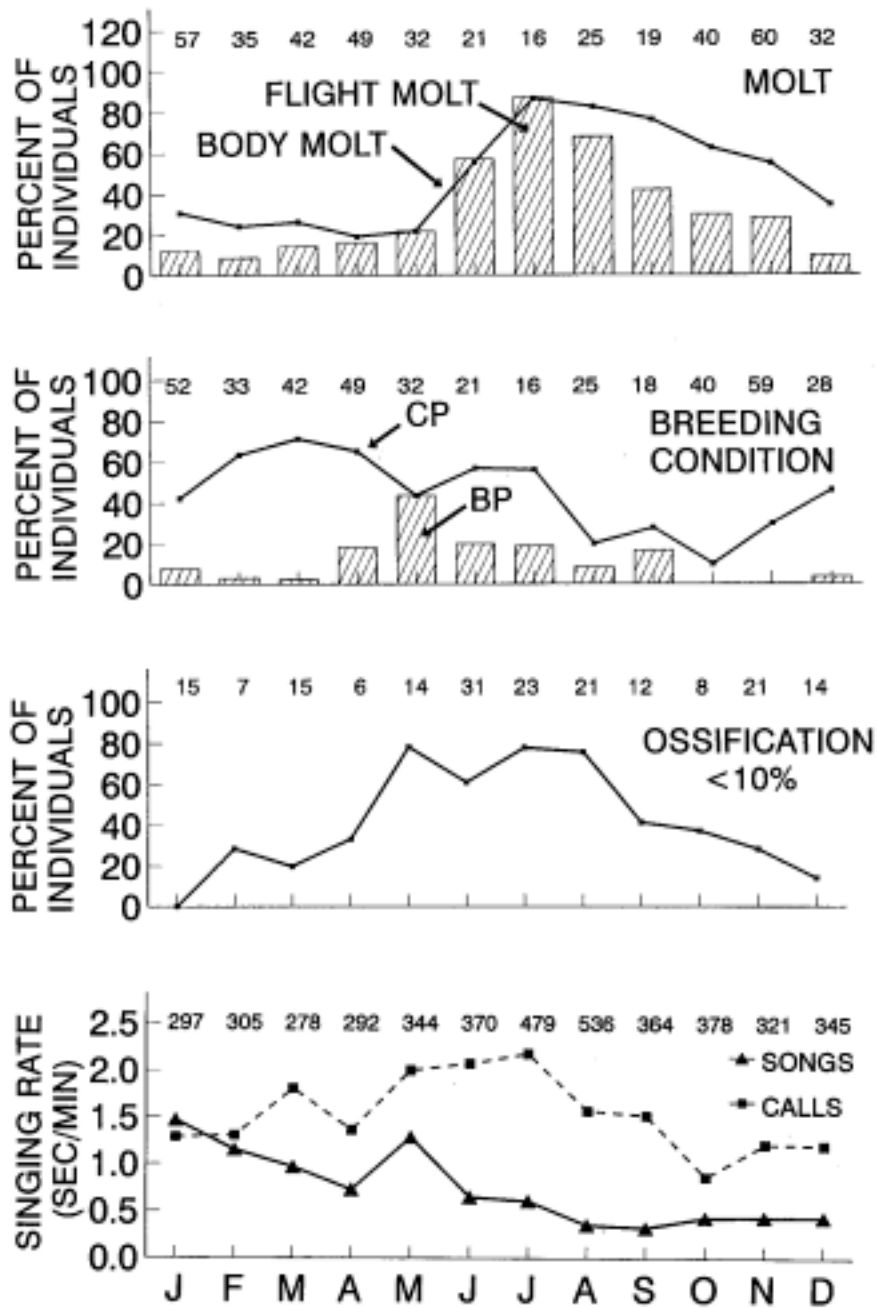 120 57 35 42 49 32 21 16 25 19 40 60 32
100
80
60
40
20
0
PERCENT OF
INDIVIDUALS
FLIGHT MOLT
BODY MOLT
MOLT
100 52 33 42 49 32 21 16 25 18 40 59 28
80
60
40
20
0
PERCENT OF
INDIVIDUALS
CP
BP
BREEDING
CONDITION
100 15 7 15 6 14 31 23 21 12 8 21 14
80
60
40
20
0
PERCENT OF
INDIVIDUALS
OSSIFICATION
<10%
2.5 297 305 278 292 344 370 479 536 364 378 321 345
2.0
1.5
1.0
0.5
0.0
SINGING RATE
(SEC/MIN)
SONGS
CALLS
J F M A M J J A S O N D